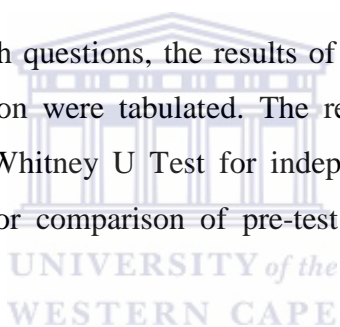 h questions, the results of
on were tabulated. The re
Whitney U Test for indep
or comparison of pre-test
UNIVERSITY of the
WESTERN CAPE